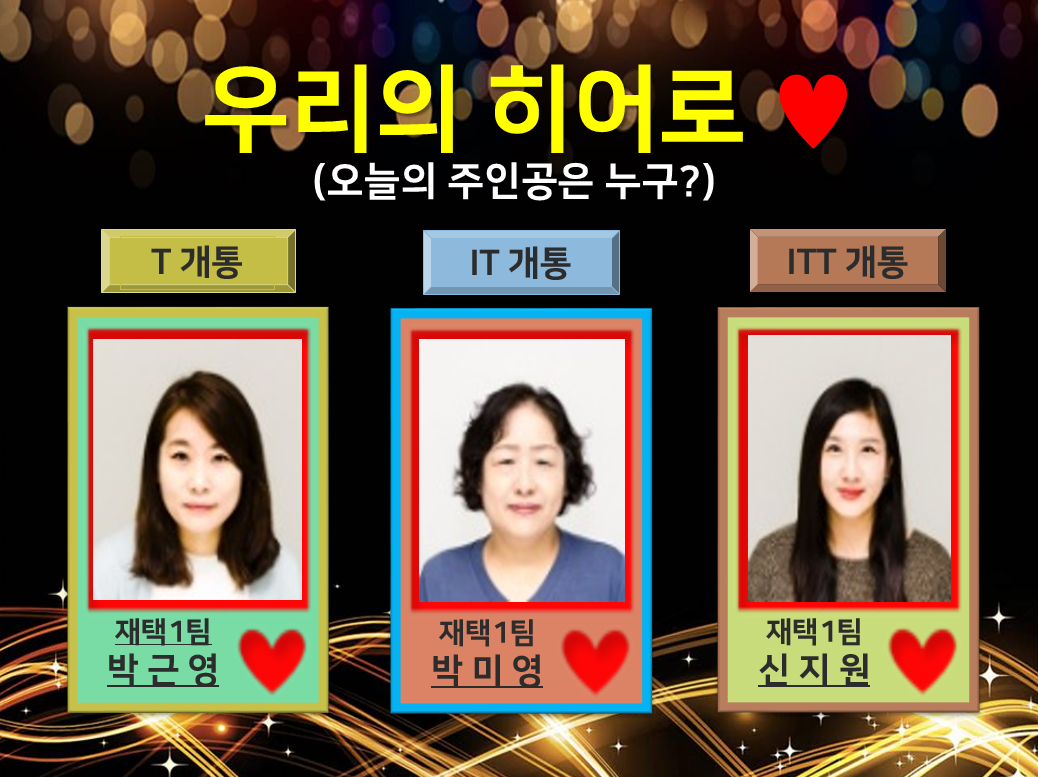 우리의 히어로 ♥
(오늘의 주인공은 누구?)
T 개통
IT 개통
ITT 개통
재택1팀
박 근 영
재택1팀
박 미 영
재택1팀
신 지 원